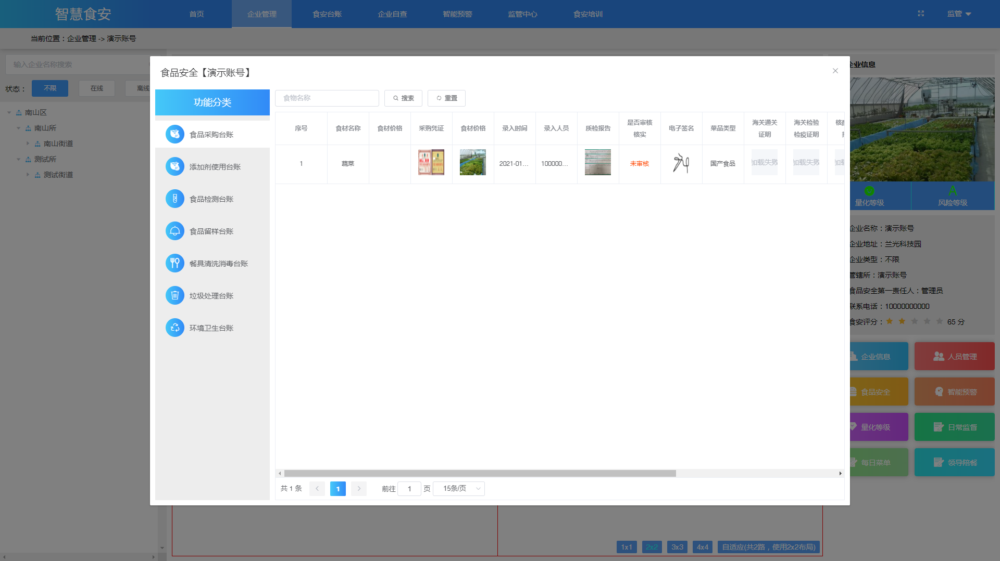 智慧食安
首页
企业管理
食安台账
企业自查
智能预警
监管中心
食安培训
监管
当前位置：企业管理 -> 演示账号
输入企业名称搜索
状态：
不限
在线
离线
南山区
南山所
南山街道
测试所
测试街道
食品安全【演示账号】
功能分类
食品采购台账
添加剂使用台账
食品检测台账
食品留样台账
餐具清洗消毒台账
垃圾处理台账
环境卫生台账
食物名称
搜索
重置
序号
食材名称
食材价格
采购凭证
食材价格
录入时间
录入人员
质检报告
是否审核
核实
电子签名
菜品类型
海关通关
证明
海关检验
检疫证明
1
蔬菜
2021-01...
100000...
未审核
国产食品
加载失败
加载失败
共 1 条
1
前往
1
页
15条/页
企业信息
量化等级
A
风险等级
企业名称：演示账号
企业地址：兰光科技园
企业类型：不限
管辖所：演示账号
食品安全第一责任人：管理员
联系电话：10000000000
食安评分：
65 分
企业信息
人员管理
食品安全
智能预警
量化等级
日常监督
每日菜单
领导陪餐
1x1
2x2
3x3
4x4
自适应(共2路，使用2x2布局)